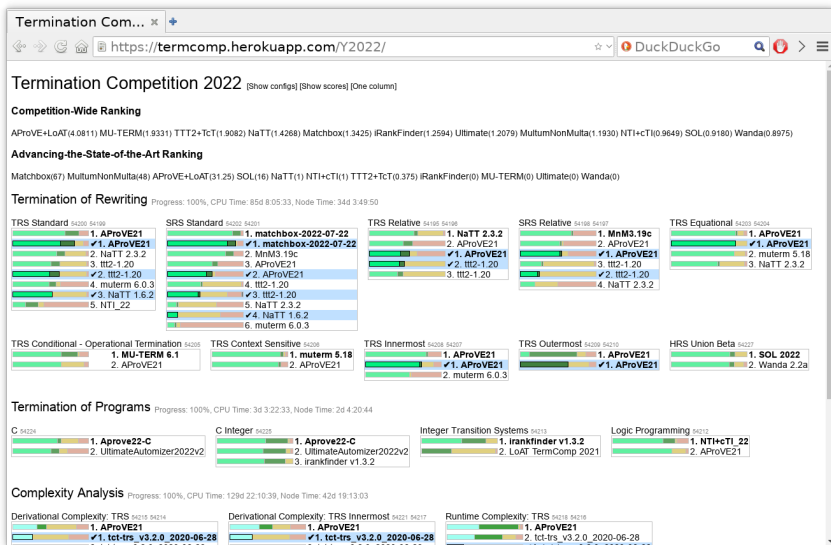 Termination Com... × +
https://termcomp.herokuapp.com/Y2022/ DuckDuckGo
Termination Competition 2022 [Show configs] [Show scores] [One column]
Competition-Wide Ranking
AProVE+LoAT(4.0811) MU-TERM(1.9331) TTT2+TcT(1.9082) NaTT(1.4268) Matchbox(1.3425) iRankFinder(1.2594) Ultimate(1.2079) MultumNonMulta(1.1930) NTI+cTI(0.9649) SOL(0.9180) Wanda(0.8975)
Advancing-the-State-of-the-Art Ranking
Matchbox(67) MultumNonMulta(48) AProVE+LoAT(31.25) SOL(16) NaTT(1) NTI+cTI(1) TTT2+TcT(0.375) iRankFinder(0) MU-TERM(0) Ultimate(0) Wanda(0)
Termination of Rewriting Progress: 100%, CPU Time: 85d 8:05:33, Node Time: 34d 3:49:50
TRS Standard 54200 54199
1. AProVE21
✔1. AProVE21
2. NaTT 2.3.2
3. ttt2-1.20
✔2. ttt2-1.20
4. muterm 6.0.3
✔3. NaTT 1.6.2
5. NTI_22
SRS Standard 54202 54201
1. matchbox-2022-07-22
✔1. matchbox-2022-07-22
2. MnM3.19c
3. AProVE21
✔2. AProVE21
4. ttt2-1.20
✔3. ttt2-1.20
5. NaTT 2.3.2
✔4. NaTT 1.6.2
6. muterm 6.0.3
TRS Relative 54195 54196
1. NaTT 2.3.2
2. AProVE21
✔1. AProVE21
✔2. ttt2-1.20
3. ttt2-1.20
SRS Relative 54198 54197
1. MnM3.19c
2. AProVE21
✔1. AProVE21
3. ttt2-1.20
✔2. ttt2-1.20
4. NaTT 2.3.2
TRS Equational 54203 54204
1. AProVE21
✔1. AProVE21
2. muterm 5.18
3. NaTT 2.3.2
TRS Conditional - Operational Termination 54205
1. MU-TERM 6.1
2. AProVE21
TRS Context Sensitive 54206
1. muterm 5.18
2. AProVE21
TRS Innermost 54208 54207
1. AProVE21
✔1. AProVE21
2. muterm 6.0.3
TRS Outermost 54209 54210
1. AProVE21
✔1. AProVE21
HRS Union Beta 54227
1. SOL 2022
2. Wanda 2.2a
Termination of Programs Progress: 100%, CPU Time: 3d 3:22:33, Node Time: 2d 4:20:44
C 54224
1. Aprove22-C
2. UltimateAutomizer2022v2
C Integer 54225
1. Aprove22-C
2. UltimateAutomizer2022v2
3. irankfinder v1.3.2
Integer Transition Systems 54213
1. irankfinder v1.3.2
2. LoAT TermComp 2021
Logic Programming 54212
1. NTI+cTI_22
2. AProVE21
Complexity Analysis Progress: 100%, CPU Time: 129d 22:10:39, Node Time: 42d 19:13:03
Derivational Complexity: TRS 54215 54214
1. AProVE21
✔1. tct-trs_v3.2.0_2020-06-28
Derivational Complexity: TRS Innermost 54221 54217
1. AProVE21
✔1. tct-trs_v3.2.0_2020-06-28
Runtime Complexity: TRS 54218 54216
1. AProVE21
2. tct-trs_v3.2.0_2020-06-28